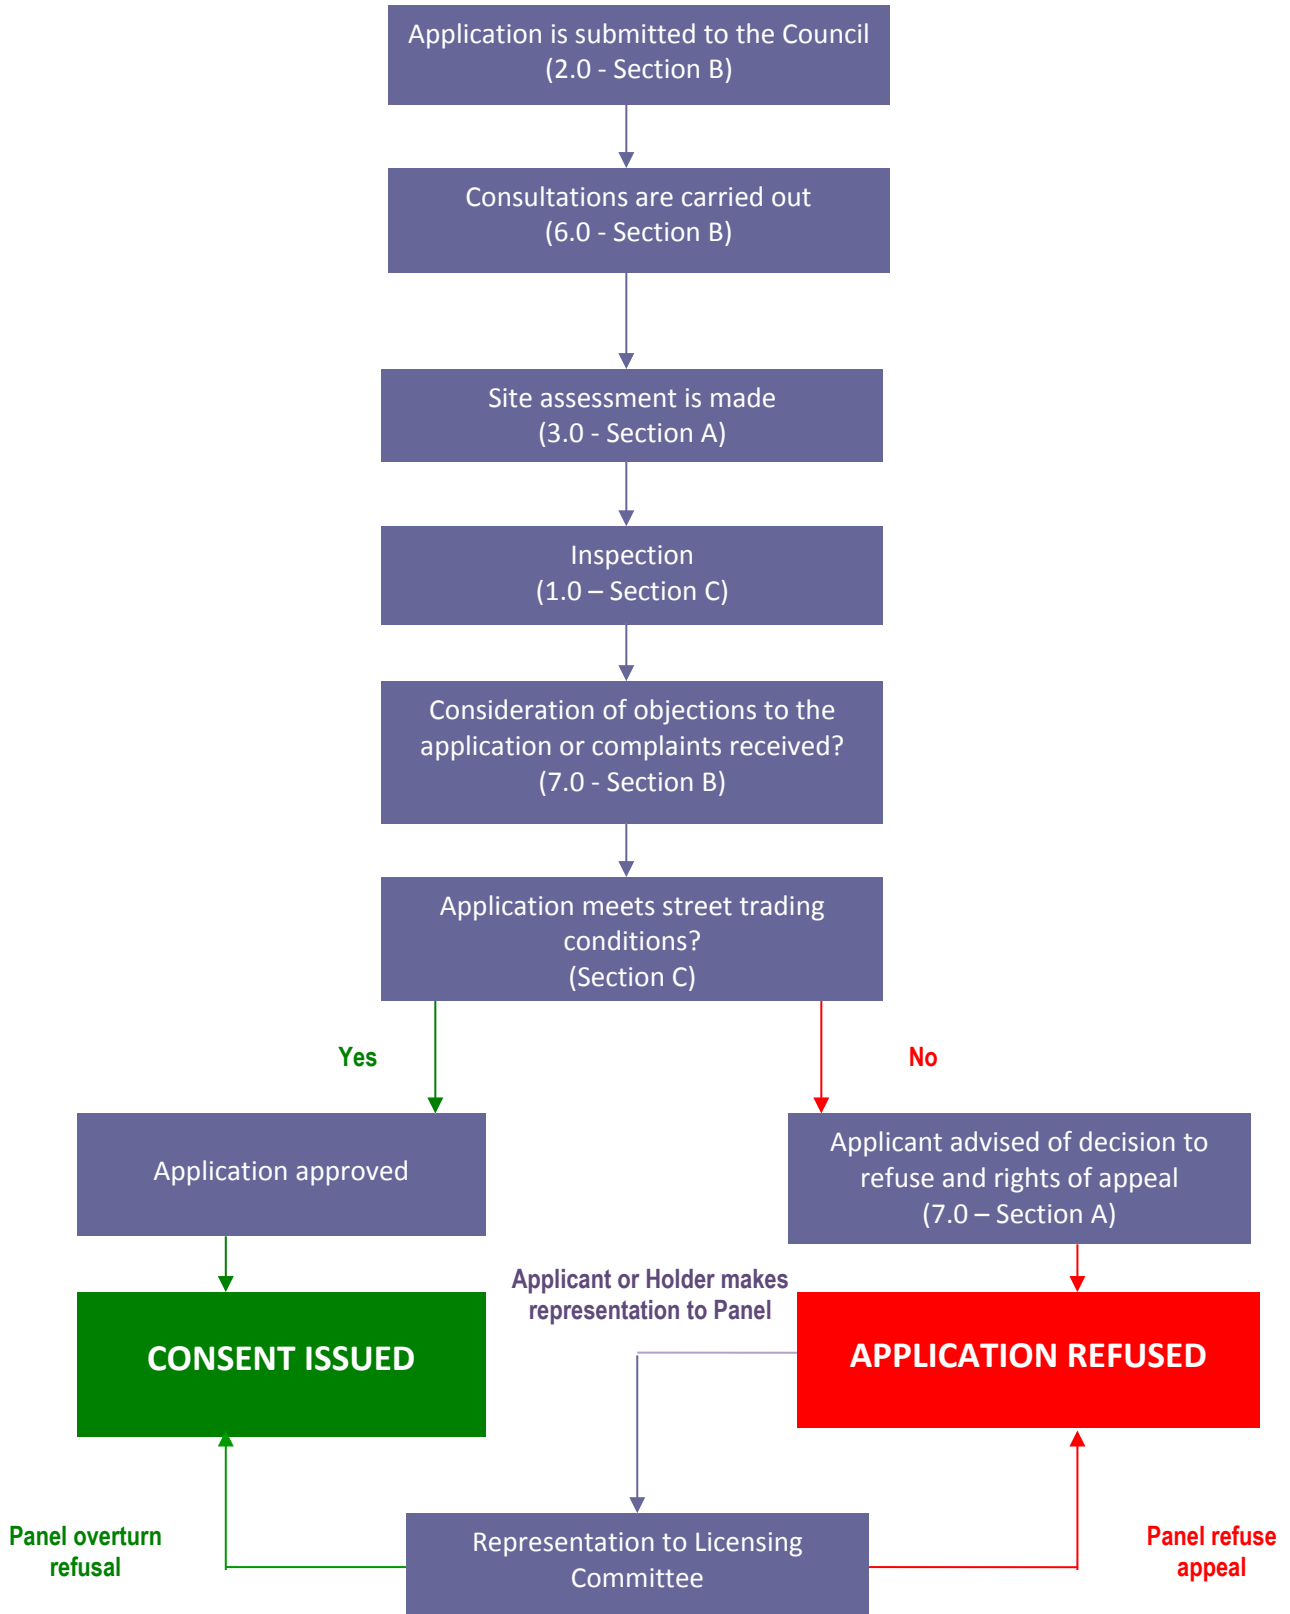 Application is submitted to the Council
(2.0 - Section B)
Consultations are carried out
(6.0 - Section B)
Site assessment is made
(3.0 - Section A)
Inspection
(1.0 – Section C)
Consideration of objections to the
application or complaints received?
(7.0 - Section B)
Application meets street trading
conditions?
(Section C)
Yes
No
Application approved
Applicant advised of decision to
refuse and rights of appeal
(7.0 – Section A)
Applicant or Holder makes
representation to Panel
CONSENT ISSUED
APPLICATION REFUSED
Panel overturn
refusal
Representation to Licensing
Committee
Panel refuse
appeal